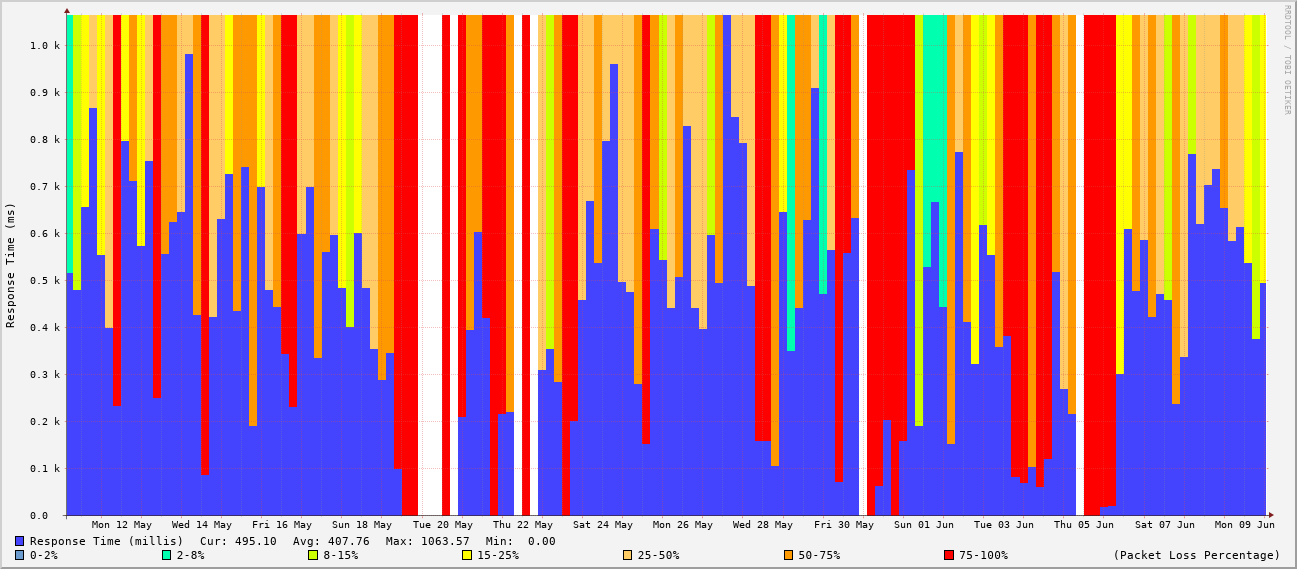 RRDTOOL / TOBI OETIKER
Response Time (ms)
1.0 k
0.9 k
0.8 k
0.7 k
0.6 k
0.5 k
0.4 k
0.3 k
0.2 k
0.1 k
0.0
Mon 12 May Wed 14 May Fri 16 May Sun 18 May Tue 20 May Thu 22 May Sat 24 May Mon 26 May Wed 28 May Fri 30 May Sun 01 Jun Tue 03 Jun Thu 05 Jun Sat 07 Jun Mon 09 Jun
Response Time (millis) Cur: 495.10 Avg: 407.76 Max: 1063.57 Min: 0.00
0-2% 2-8% 8-15% 15-25% 25-50% 50-75% 75-100% (Packet Loss Percentage)